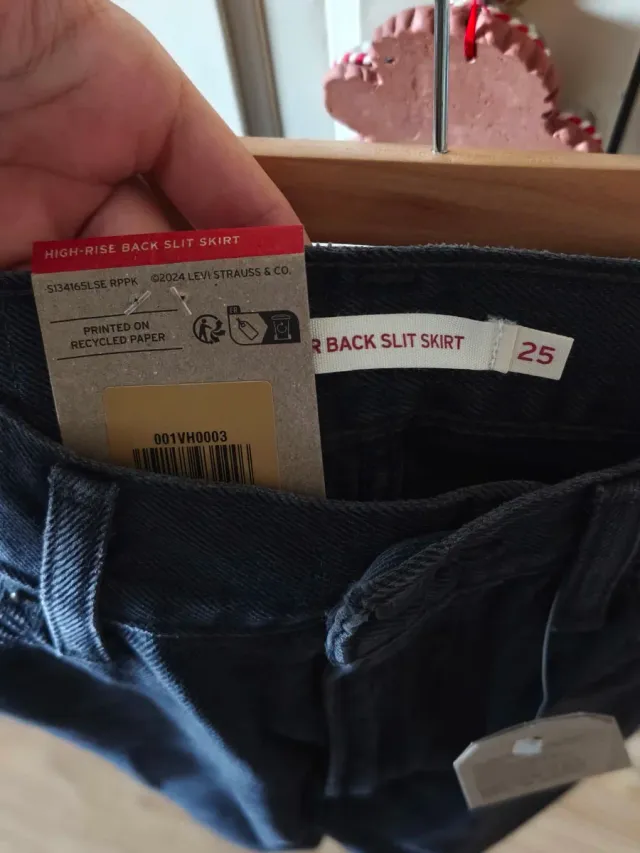 HIGH-RISE BACK SLIT SKIRT
S134165LSE RPPK ©2024 LEVI STRAUSS & CO.
PRINTED ON
RECYCLED PAPER
FR
001VH0003
R BACK SLIT SKIRT
25